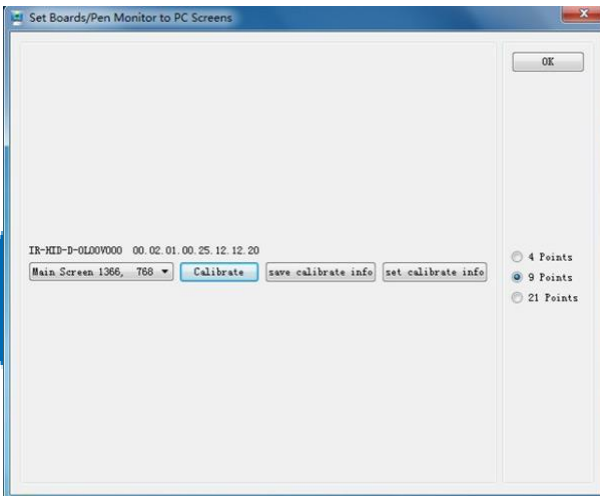 Set Boards/Pen Monitor to PC Screens
OK
IR-HID-D-0L00V000 00.02.01.00.25.12.12.20
Main Screen 1366, 768 Calibrate save calibrate info set calibrate info
4 Points
9 Points
21 Points